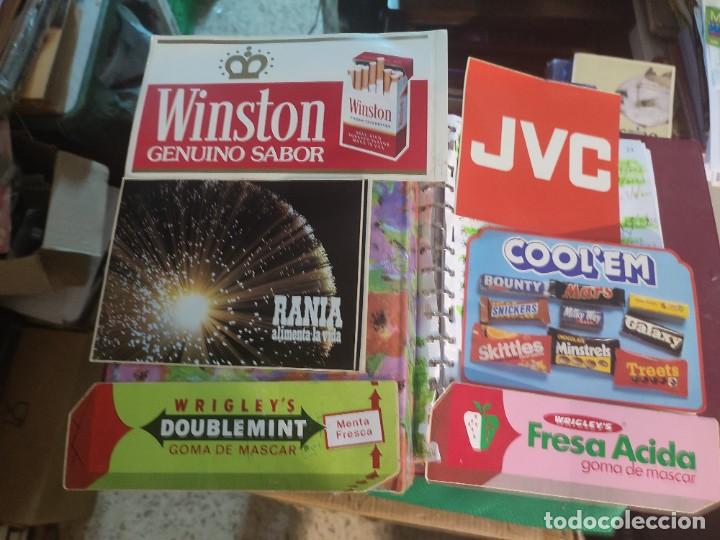 Winston
GENUINO SABOR
Winston
JVC
RANIA
alimenta·la vida
COOL'EM
BOUNTY
Mars
SNICKERS
Milky Way
galaxy
Skittles
CHOCOLATE
Minstrels
Treets
WRIGLEY'S
DOUBLEMINT
GOMA DE MASCAR
Menta
Fresca
WRIGLEY'S
Fresa Acida
goma de mascar
todocoleccion